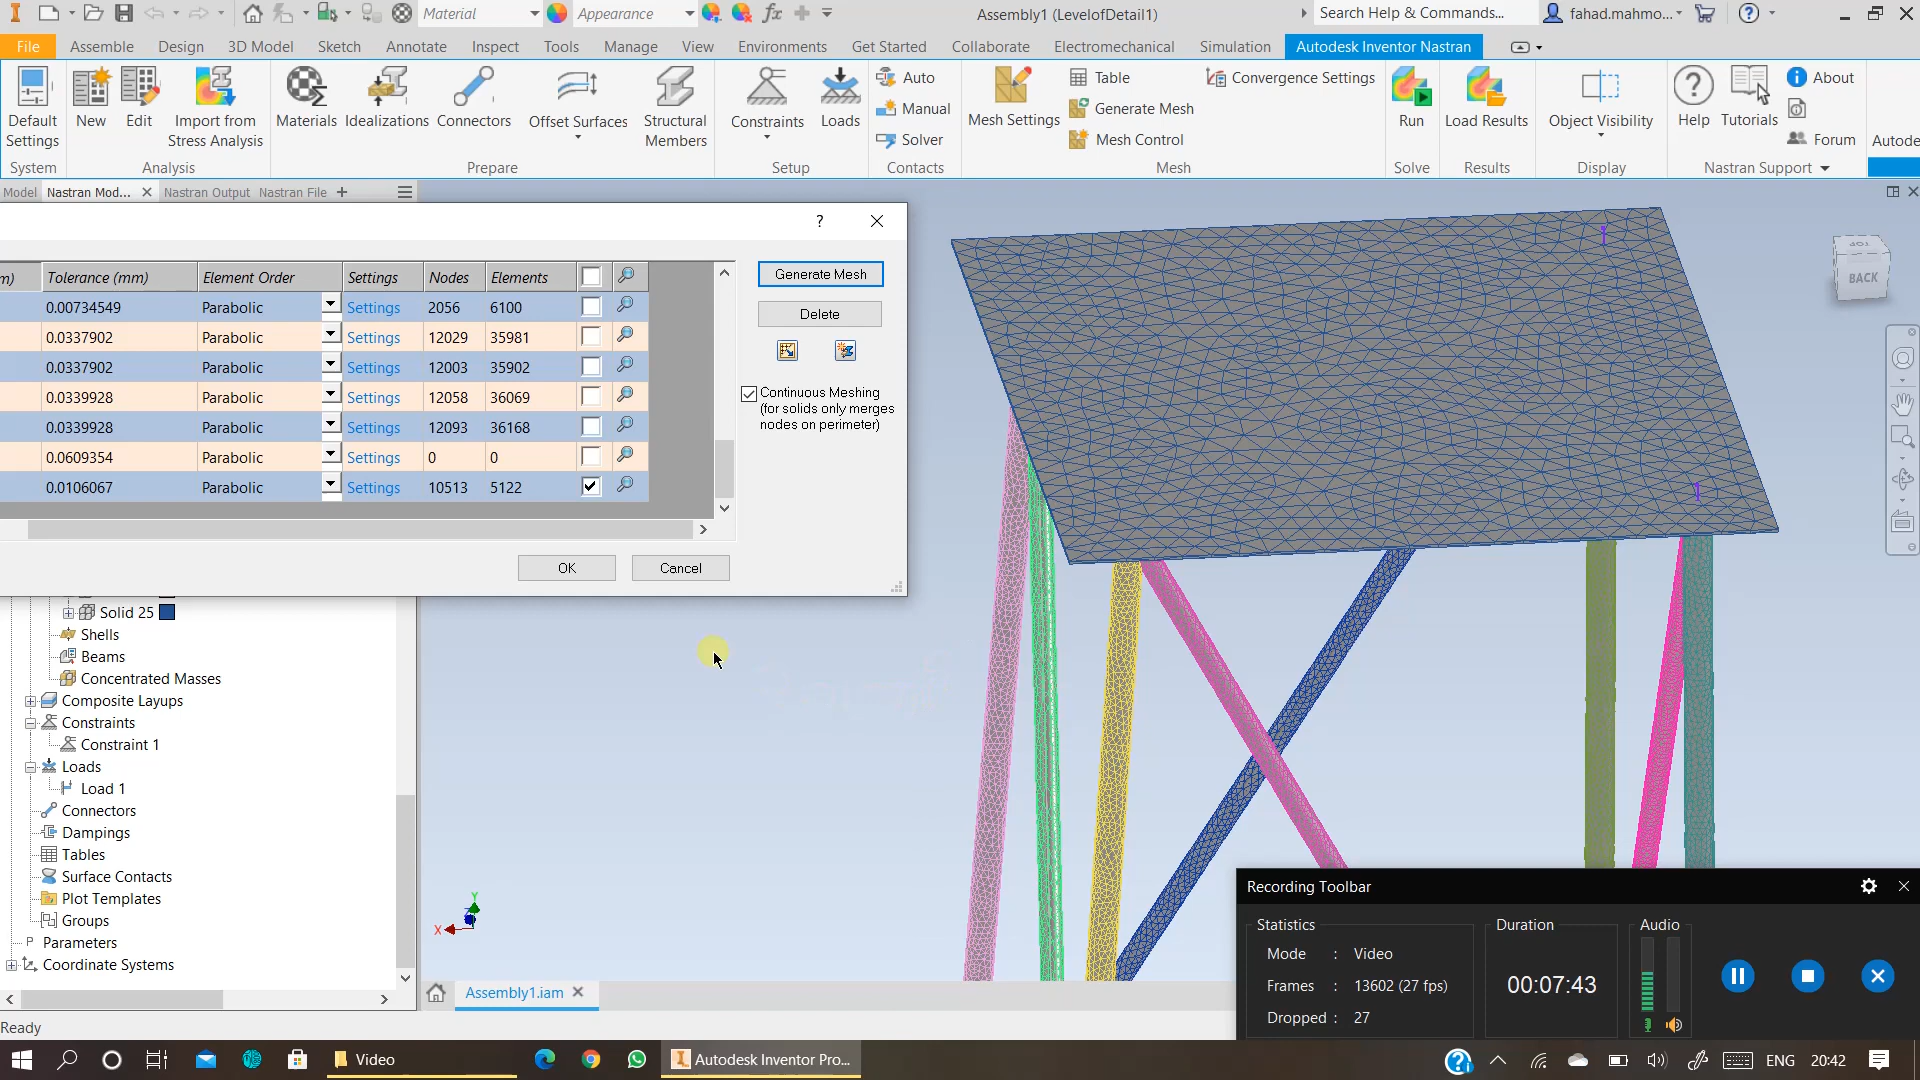 Material
Appearance
Assembly1 (LevelofDetail1)
Search Help & Commands...
fahad.mahmo...
File
Assemble
Design
3D Model
Sketch
Annotate
Inspect
Tools
Manage
View
Environments
Get Started
Collaborate
Electromechanical
Simulation
Autodesk Inventor Nastran
Default
Settings
New
Edit
Import from
Stress Analysis
Materials
Idealizations
Connectors
Offset Surfaces
Structural
Members
Constraints
Loads
Auto
Manual
Solver
Mesh Settings
Table
Generate Mesh
Mesh Control
Convergence Settings
Run
Load Results
Object Visibility
Help
Tutorials
About
Forum
Autode
System
Analysis
Prepare
Setup
Contacts
Mesh
Solve
Results
Display
Nastran Support
Model
Nastran Mod...
Nastran Output
Nastran File
m)
Tolerance (mm)
Element Order
Settings
Nodes
Elements
0.00734549 Parabolic Settings 2056 6100
0.0337902 Parabolic Settings 12029 35981
0.0337902 Parabolic Settings 12003 35902
0.0339928 Parabolic Settings 12058 36069
0.0339928 Parabolic Settings 12093 36168
0.0609354 Parabolic Settings 0 0
0.0106067 Parabolic Settings 10513 5122
Generate Mesh
Delete
Continuous Meshing
(for solids only merges
nodes on perimeter)
OK
Cancel
Solid 25
Shells
Beams
Concentrated Masses
Composite Layups
Constraints
Constraint 1
Loads
Load 1
Connectors
Dampings
Tables
Surface Contacts
Plot Templates
Groups
Parameters
Coordinate Systems
TOP
BACK
1
1
Y
Z
X
Assembly1.iam
Ready
Recording Toolbar
Statistics
Mode : Video
Frames : 13602 (27 fps)
Dropped : 27
Duration
00:07:43
Audio
Video
Autodesk Inventor Pro...
ENG
20:42